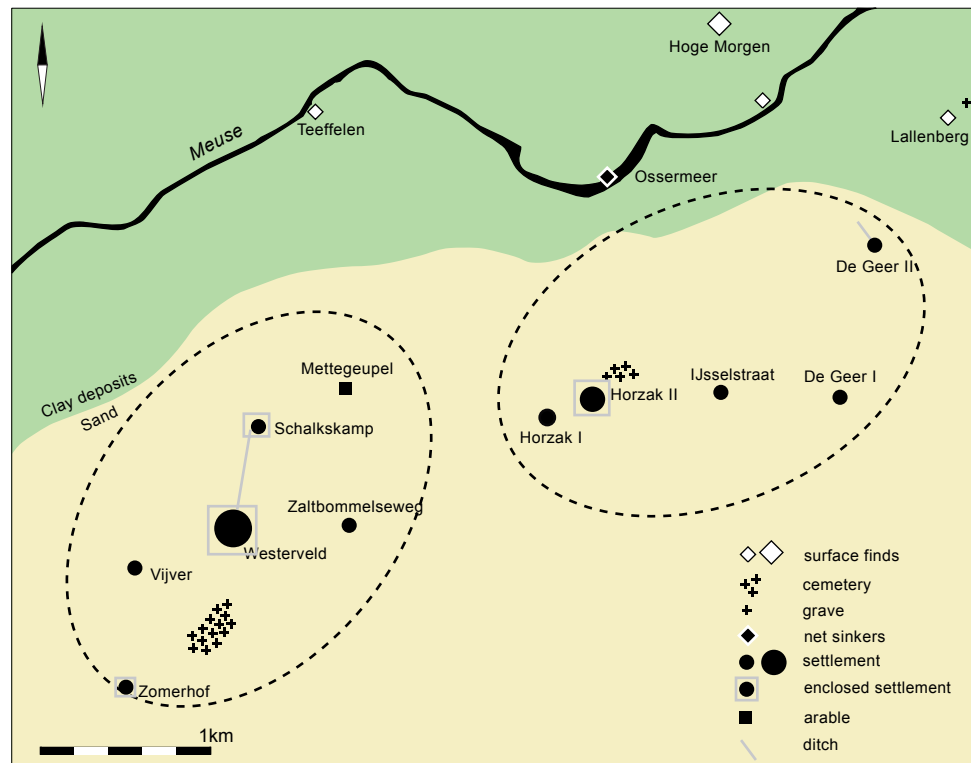 Hoge Morgen
Teeffelen
Lallenberg
Meuse
Ossermeer
De Geer II
Mettegeupel
IJsselstraat
De Geer I
Clay deposits
Sand
Horzak II
Schalkskamp
Horzak I
Zaltbommelseweg
Westerveld
Vijver
Zomerhof
1km
surface finds
cemetery
grave
net sinkers
settlement
enclosed settlement
arable
ditch